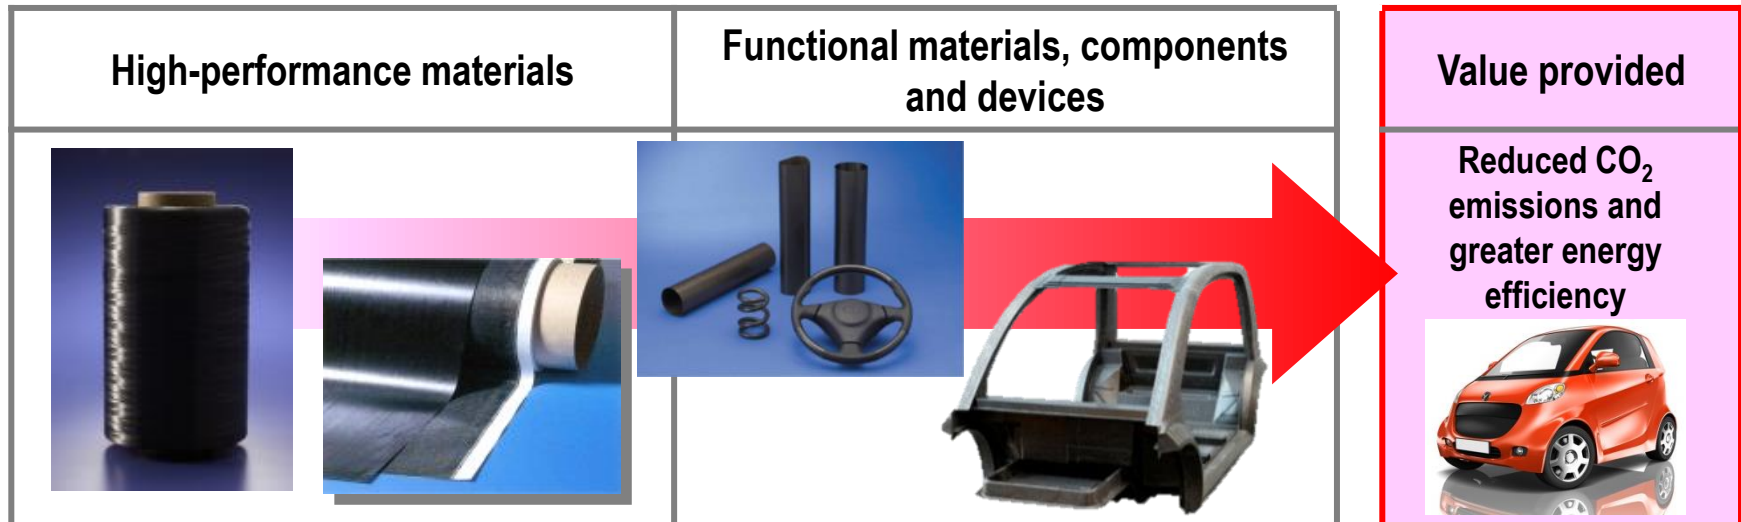 High-performance materials
Functional materials, components
and devices
Value provided
Reduced CO₂
emissions and
greater energy
efficiency